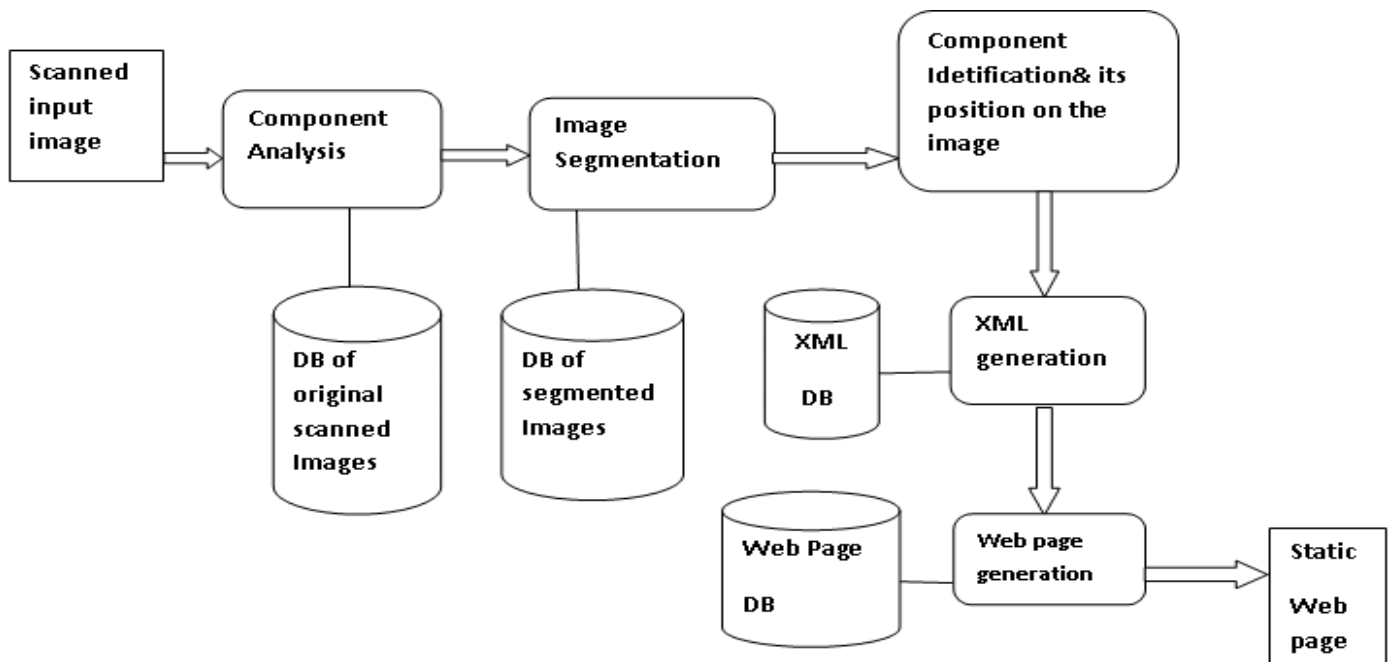 Scanned
input
image
Component
Analysis
Image
Segmentation
Component
Idetification& its
position on the
image
DB of
original
scanned
Images
DB of
segmented
Images
XML
DB
XML
generation
Web Page
DB
Web page
generation
Static
Web
page